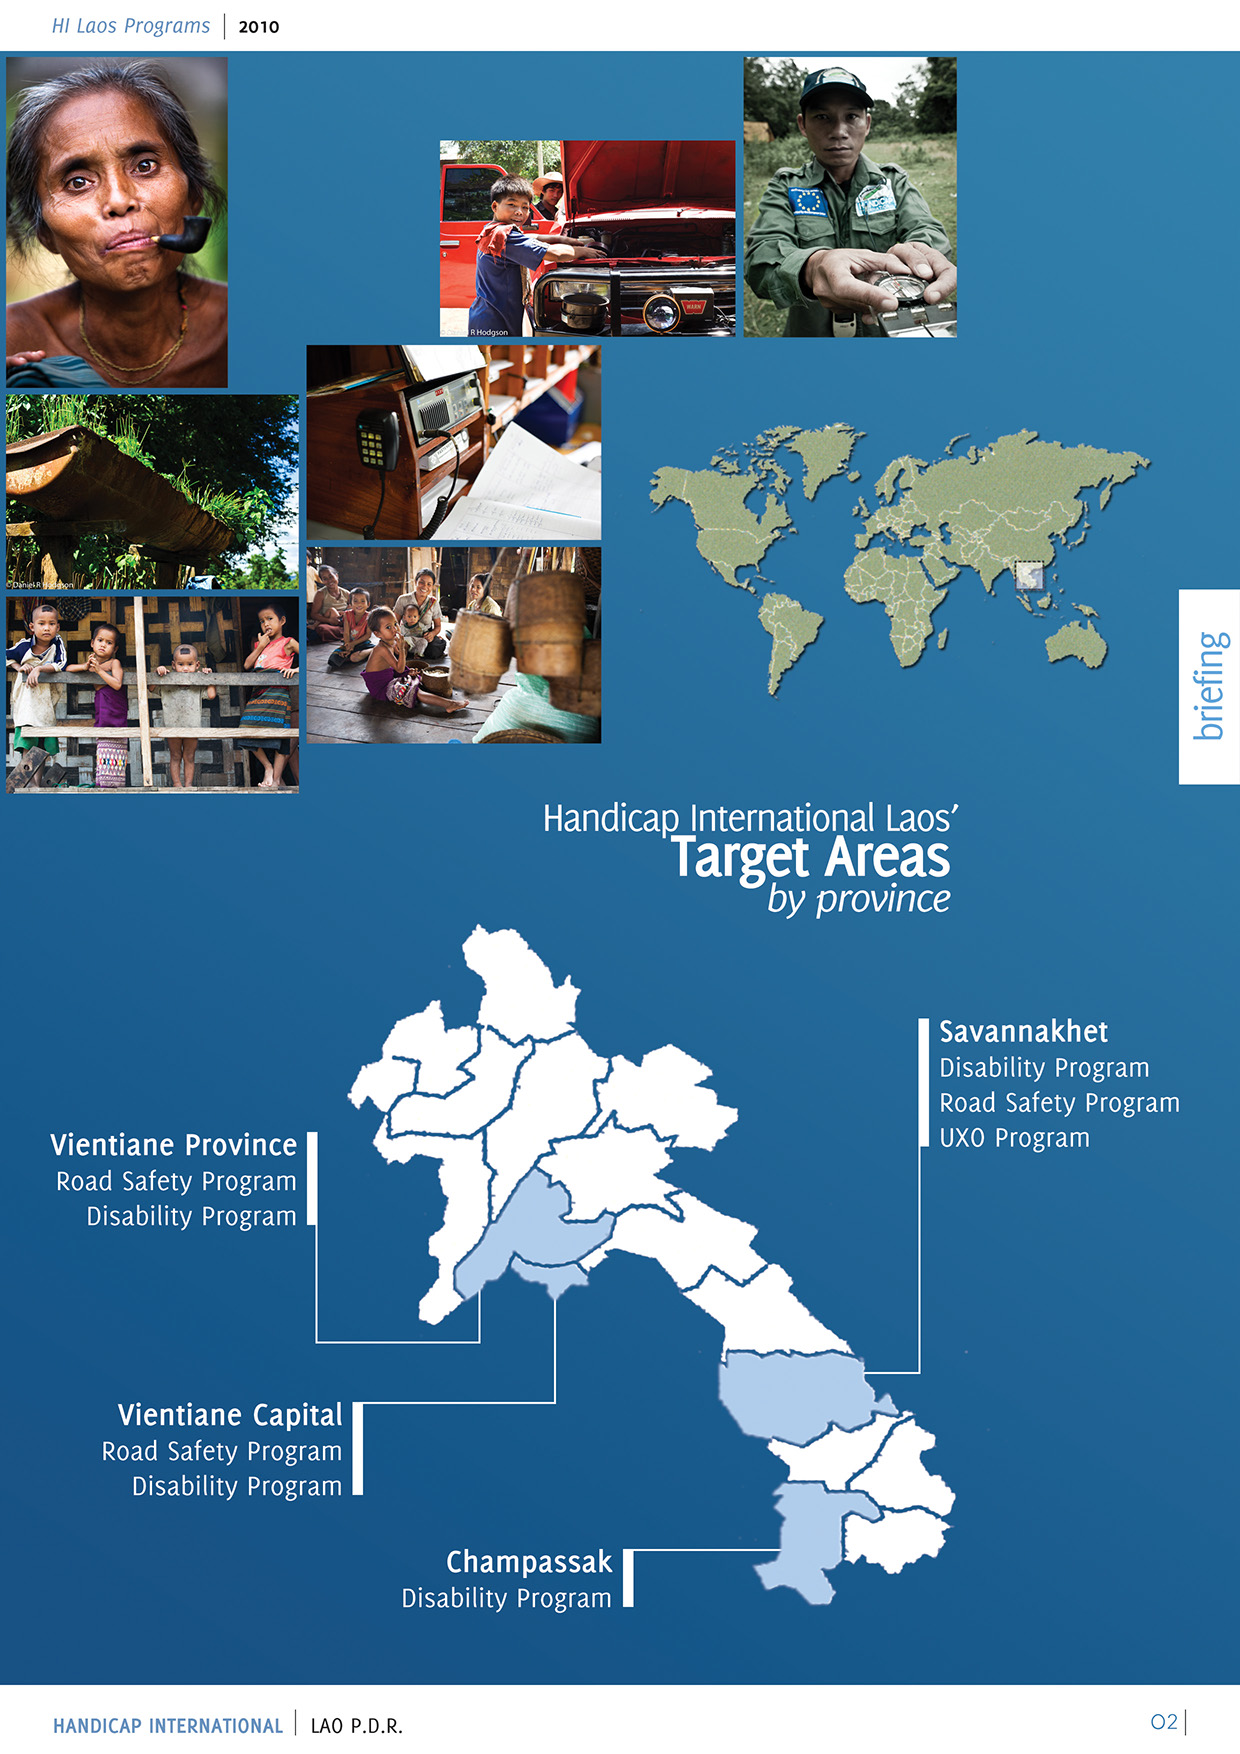 HI Laos Programs | 2010
R Hodgson
© Daniel R Hodgson
WARN
briefing
Handicap International Laos’
Target Areas
by province
Savannakhet
Disability Program
Road Safety Program
UXO Program
Vientiane Province
Road Safety Program
Disability Program
Vientiane Capital
Road Safety Program
Disability Program
Champassak
Disability Program
HANDICAP INTERNATIONAL | LAO P.D.R.
02 |